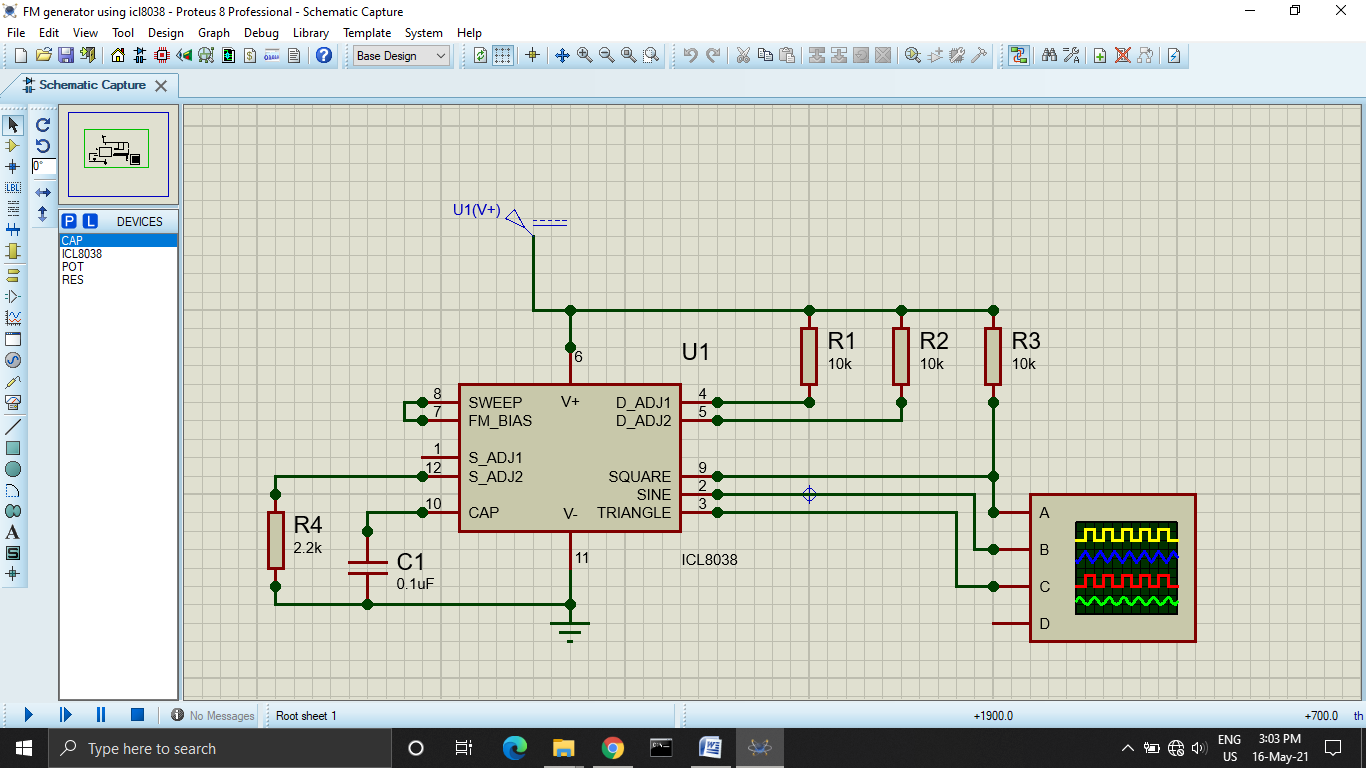 FM generator using icl8038 - Proteus 8 Professional - Schematic Capture
File Edit View Tool Design Graph Debug Library Template System Help
Base Design
Schematic Capture
LBL
0°
P L DEVICES
CAP
ICL8038
POT
RES
A
S
U1(V+)
U1
6
R1
10k
R2
10k
R3
10k
8 SWEEP V+ D_ADJ1 4
7 FM_BIAS D_ADJ2 5
1 S_ADJ1
12 S_ADJ2 SQUARE 9
SINE 2
10 CAP V- TRIANGLE 3
11
ICL8038
R4
2.2k
C1
0.1uF
A
B
C
D
No Messages Root sheet 1 +1900.0 +700.0 th
Type here to search
ENG
US
3:03 PM
16-May-21